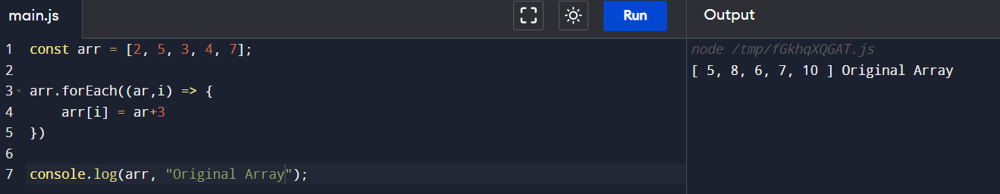 main.js
Run
Output
1 const arr = [2, 5, 3, 4, 7];
2
3 arr.forEach((ar,i) => {
4     arr[i] = ar+3
5 })
6
7 console.log(arr, "Original Array");
node /tmp/fGkhqXQGAT.js
[ 5, 8, 6, 7, 10 ] Original Array